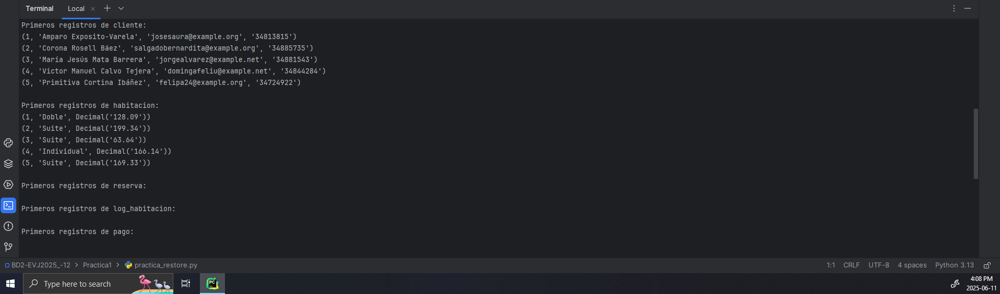 Terminal Local
Primeros registros de cliente:
(1, 'Amparo Exposito-Varela', 'josesaura@example.org', '34813815')
(2, 'Corona Rosell Báez', 'salgadobernardita@example.org', '34885735')
(3, 'María Jesús Mata Barrera', 'jorgealvarez@example.net', '34881543')
(4, 'Victor Manuel Calvo Tejera', 'domingafeliu@example.net', '34844284')
(5, 'Primitiva Cortina Ibáñez', 'felipa24@example.org', '34724922')
Primeros registros de habitacion:
(1, 'Doble', Decimal('128.09'))
(2, 'Suite', Decimal('199.34'))
(3, 'Suite', Decimal('63.64'))
(4, 'Individual', Decimal('166.14'))
(5, 'Suite', Decimal('169.33'))
Primeros registros de reserva:
Primeros registros de log_habitacion:
Primeros registros de pago:
BD2-EVJ2025_-12 > Practica1 > practica_restore.py 1:1 CRLF UTF-8 4 spaces Python 3.13
Type here to search
PC
4:08 PM
2025-06-11